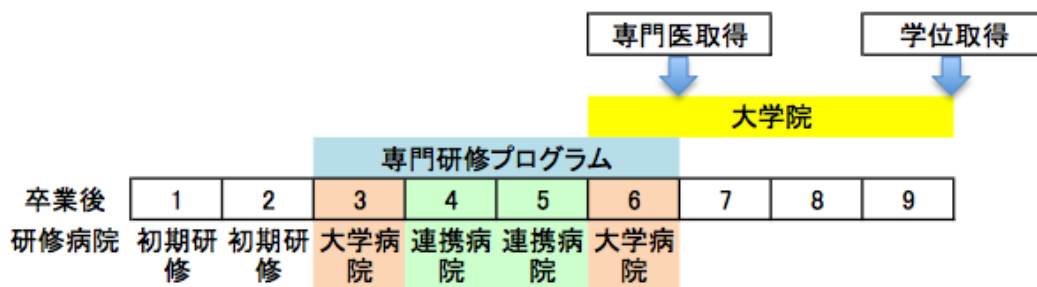 専門医取得 学位取得
大学院
専門研修プログラム
卒業後 1 2 3 4 5 6 7 8 9
研修病院 初期研 初期研 大学病 連携病 連携病 大学病
修 修 院 院 院 院